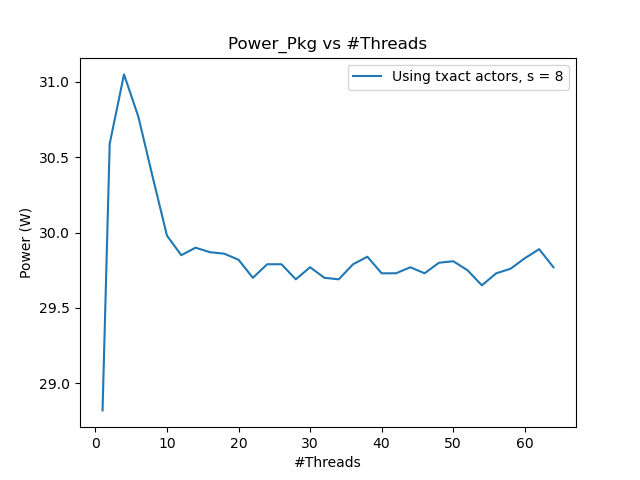 Power_Pkg vs #Threads
Using txact actors, s = 8
31.0
30.5
30.0
29.5
29.0
Power (W)
0 10 20 30 40 50 60
#Threads